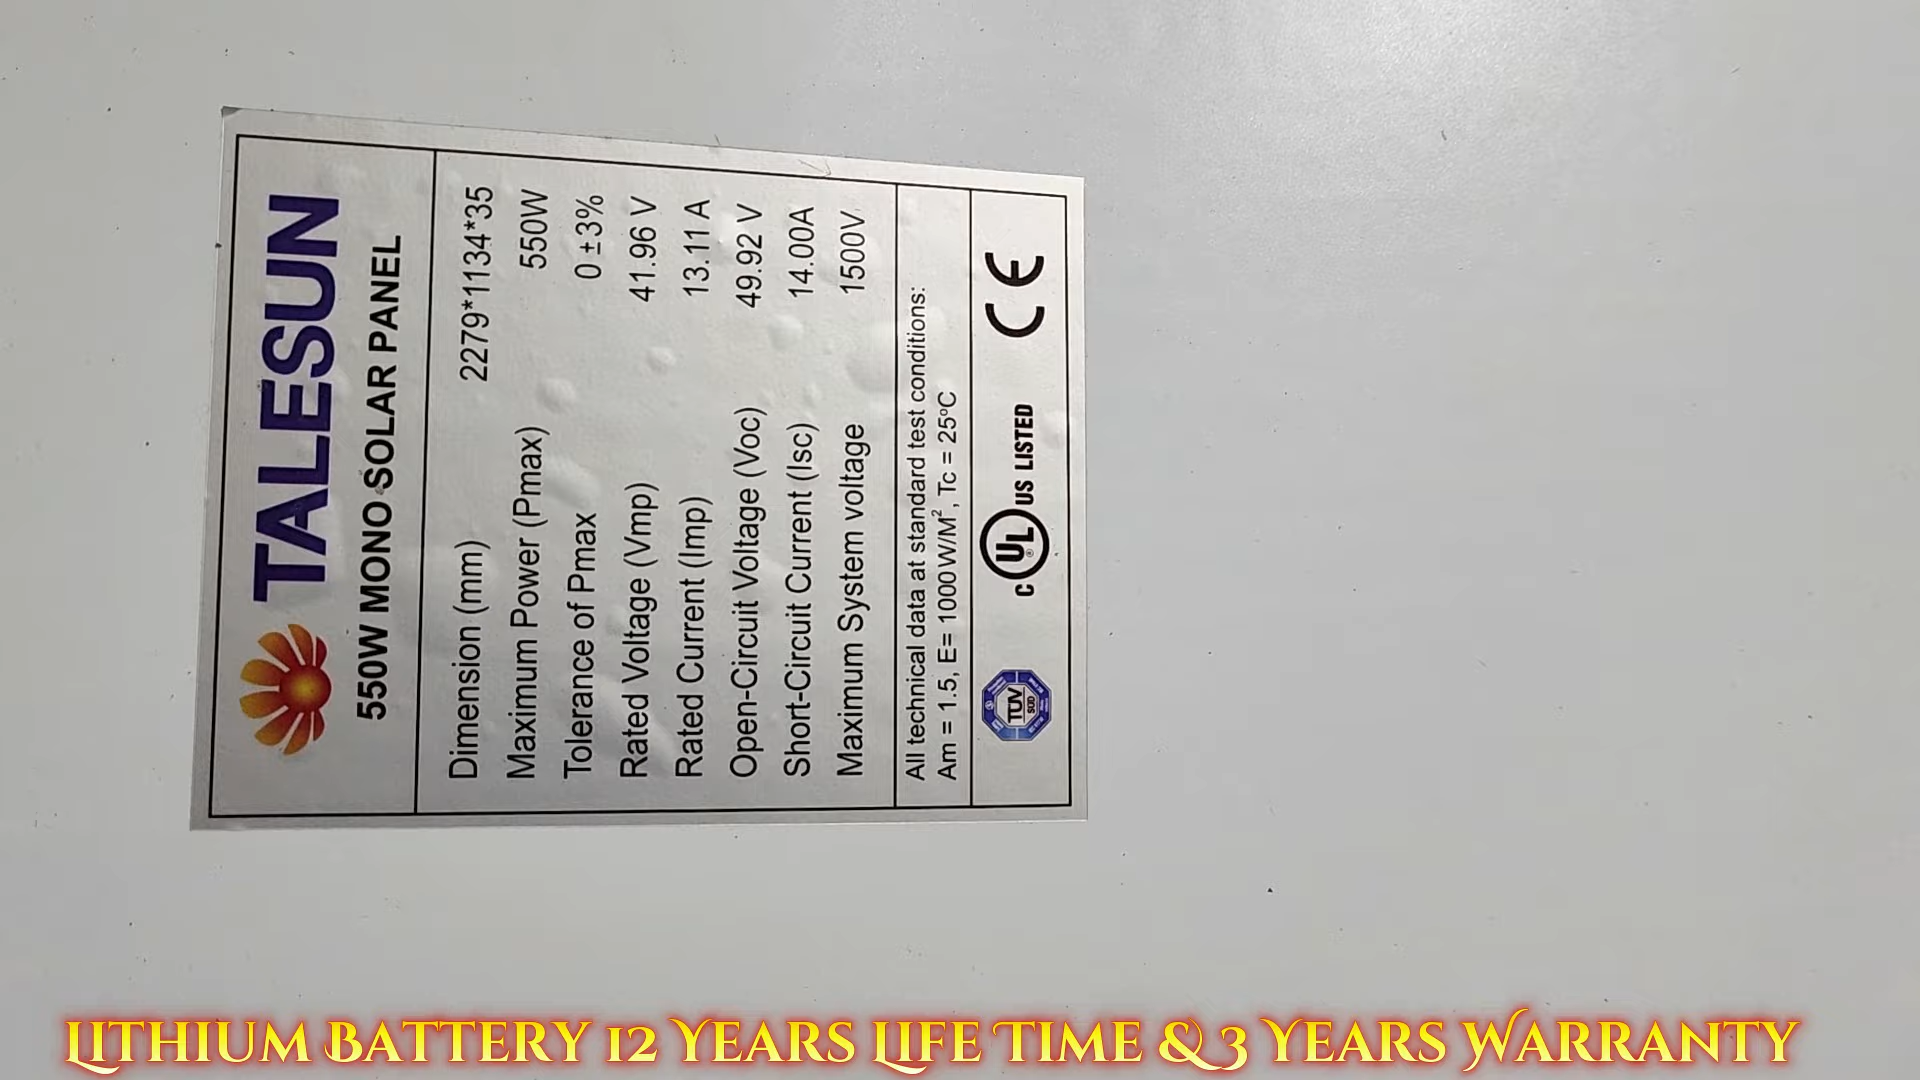 TALESUN
550W MONO SOLAR PANEL
Dimension (mm) 2279*1134*35
Maximum Power (Pmax) 550W
Tolerance of Pmax 0 ±3%
Rated Voltage (Vmp) 41.96 V
Rated Current (Imp) 13.11 A
Open-Circuit Voltage (Voc) 49.92 V
Short-Circuit Current (Isc) 14.00A
Maximum System voltage 1500V
All technical data at standard test conditions:
Am = 1.5, E = 1000W/M², Tc = 25°C
TÜV SÜD C UL® US LISTED CE
LITHIUM BATTERY 12 YEARS LIFE TIME & 3 YEARS WARRANTY